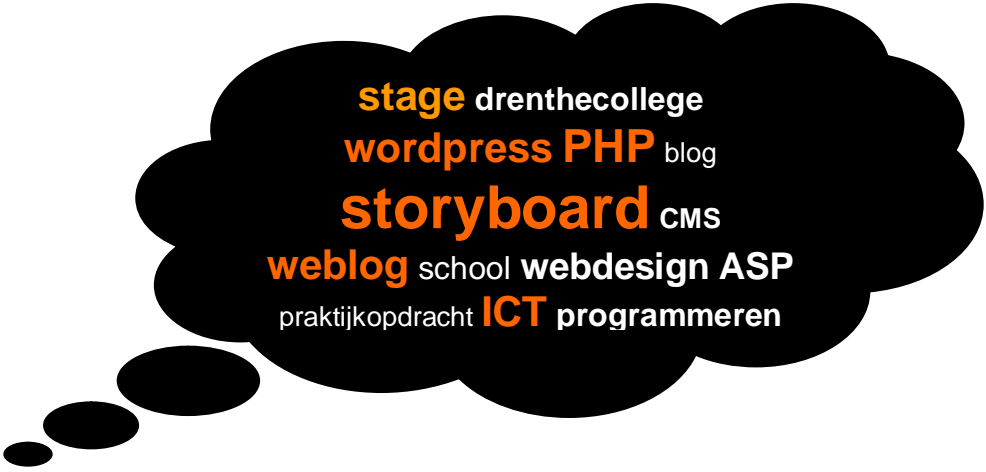 stage drenthecollege
wordpress PHP blog
storyboard CMS
weblog school webdesign ASP
praktijkopdracht ICT programmeren